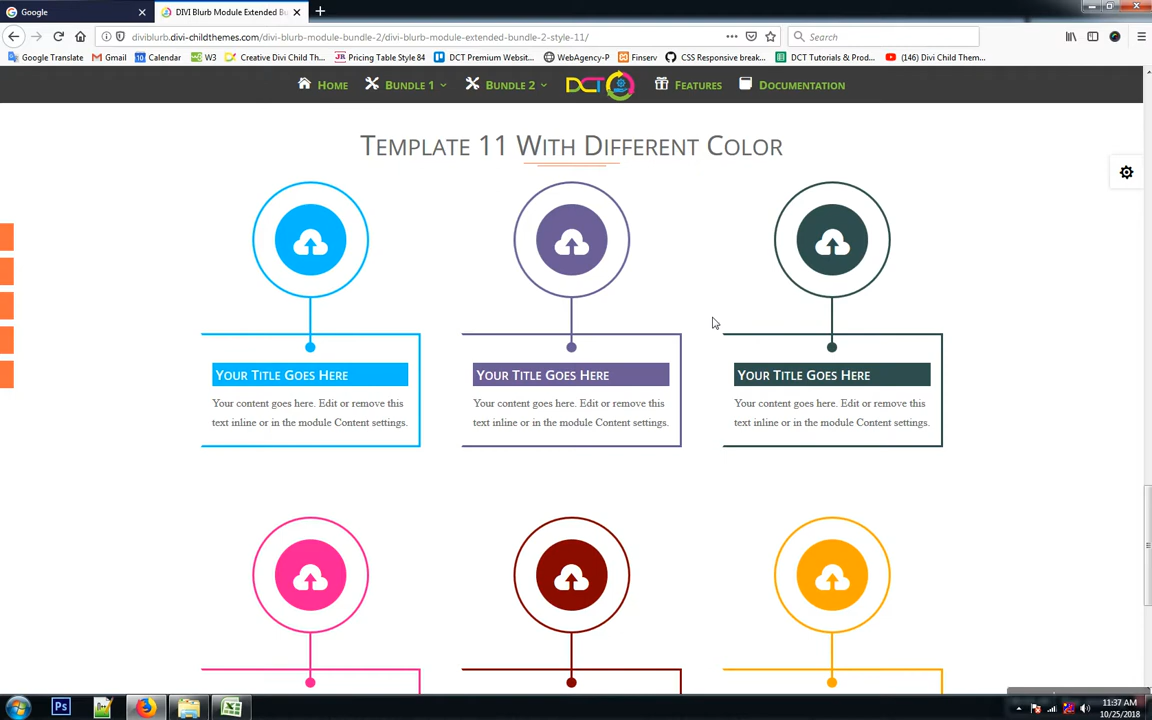 Google
DIVI Blurb Module Extended Bu
diviblurb.divi-childthemes.com/divi-blurb-module-bundle-2/divi-blurb-module-extended-bundle-2-style-11/
Search
Google Translate
Gmail
Calendar
W3
Creative Divi Child Th...
Pricing Table Style 84
DCT Premium Websit...
WebAgency-P
Finserv
CSS Responsive break...
DCT Tutorials & Prod...
(146) Divi Child Them...
Home
Bundle 1
Bundle 2
DCT
Features
Documentation
Template 11 With Different Color
Your Title Goes Here
Your content goes here. Edit or remove this
text inline or in the module Content settings.
Your Title Goes Here
Your content goes here. Edit or remove this
text inline or in the module Content settings.
Your Title Goes Here
Your content goes here. Edit or remove this
text inline or in the module Content settings.
Ps
11:37 AM
10/25/2018